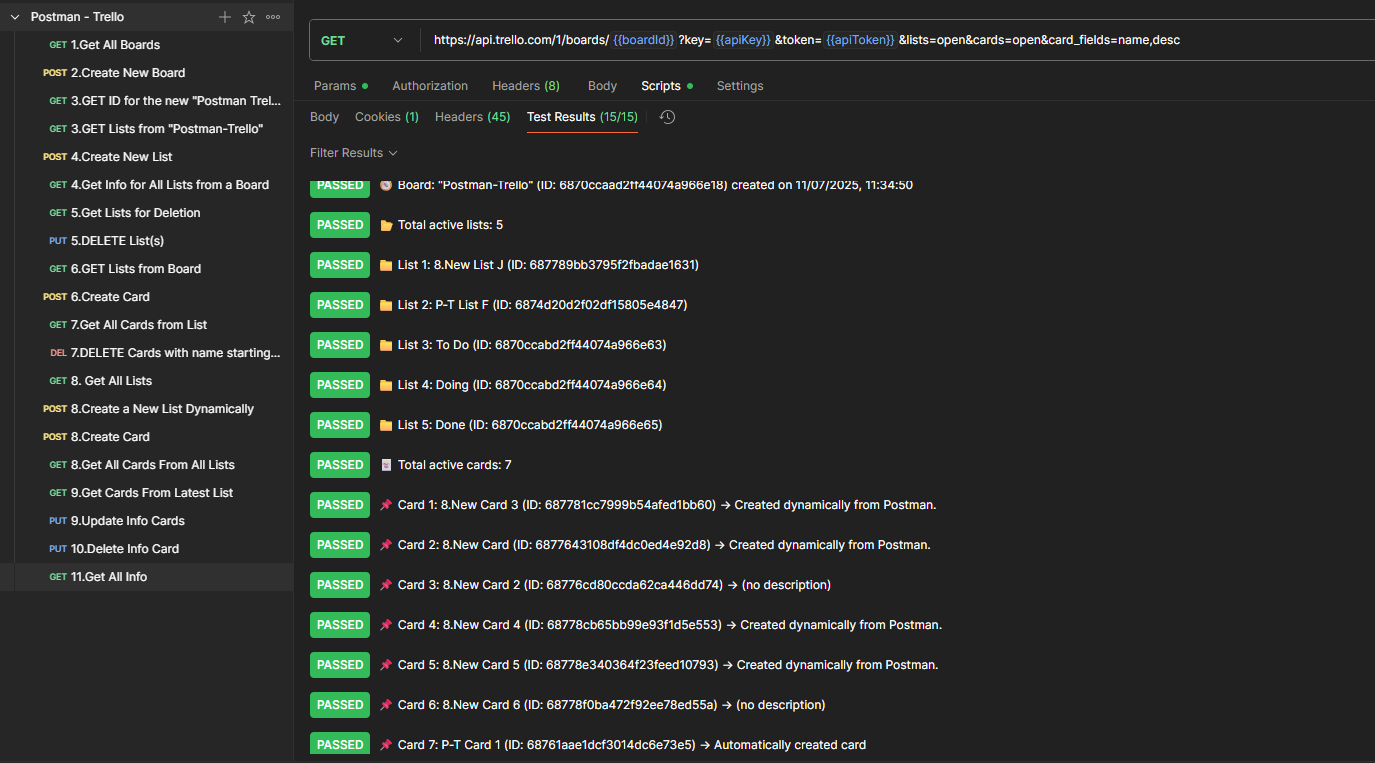 Postman - Trello
GET 1.Get All Boards
POST 2.Create New Board
GET 3.GET ID for the new "Postman Trel...
GET 3.GET Lists from "Postman-Trello"
POST 4.Create New List
GET 4.Get Info for All Lists from a Board
GET 5.Get Lists for Deletion
PUT 5.DELETE List(s)
GET 6.GET Lists from Board
POST 6.Create Card
GET 7.Get All Cards from List
DEL 7.DELETE Cards with name starting...
GET 8. Get All Lists
POST 8.Create a New List Dynamically
POST 8.Create Card
GET 8.Get All Cards From All Lists
GET 9.Get Cards From Latest List
PUT 9.Update Info Cards
PUT 10.Delete Info Card
GET 11.Get All Info
GET https://api.trello.com/1/boards/ {{boardId}} ?key= {{apiKey}} &token= {{apiToken}} &lists=open&cards=open&card_fields=name,desc
Params Authorization Headers (8) Body Scripts Settings
Body Cookies (1) Headers (45) Test Results (15/15)
Filter Results
PASSED Board: "Postman-Trello" (ID: 6870ccaad2ff44074a966e18) created on 11/07/2025, 11:34:50
PASSED Total active lists: 5
PASSED List 1: 8.New List J (ID: 687789bb3795f2fbadae1631)
PASSED List 2: P-T List F (ID: 6874d20d2f02df15805e4847)
PASSED List 3: To Do (ID: 6870ccabd2ff44074a966e63)
PASSED List 4: Doing (ID: 6870ccabd2ff44074a966e64)
PASSED List 5: Done (ID: 6870ccabd2ff44074a966e65)
PASSED Total active cards: 7
PASSED Card 1: 8.New Card 3 (ID: 687781cc7999b54afed1bb60) → Created dynamically from Postman.
PASSED Card 2: 8.New Card (ID: 6877643108df4dc0ed4e92d8) → Created dynamically from Postman.
PASSED Card 3: 8.New Card 2 (ID: 68776cd80ccda62ca446dd74) → (no description)
PASSED Card 4: 8.New Card 4 (ID: 68778cb65bb99e93f1d5e553) → Created dynamically from Postman.
PASSED Card 5: 8.New Card 5 (ID: 68778e340364f23feed10793) → Created dynamically from Postman.
PASSED Card 6: 8.New Card 6 (ID: 68778f0ba472f92ee78ed55a) → (no description)
PASSED Card 7: P-T Card 1 (ID: 68761aae1dcf3014dc6e73e5) → Automatically created card